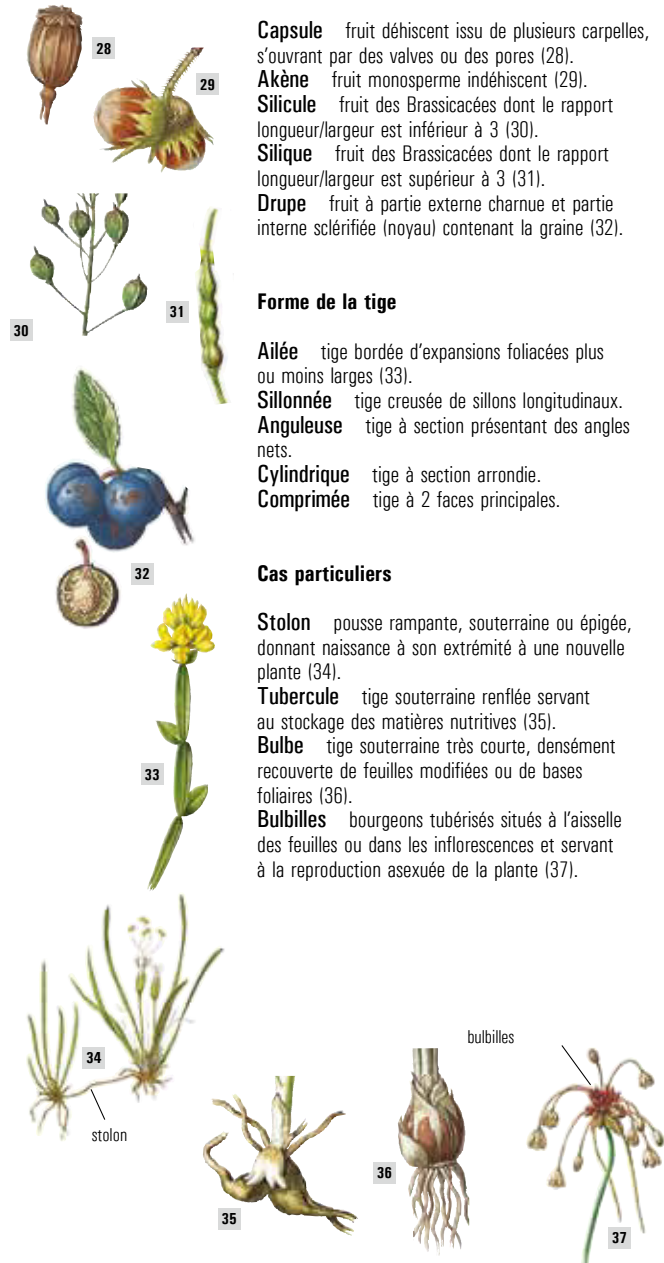 28
29
30
31
32
33
Capsule fruit déhiscent issu de plusieurs carpelles,
s'ouvrant par des valves ou des pores (28).
Akène fruit monosperme indéhiscent (29).
Silicule fruit des Brassicacées dont le rapport
longueur/largeur est inférieur à 3 (30).
Silique fruit des Brassicacées dont le rapport
longueur/largeur est supérieur à 3 (31).
Drupe fruit à partie externe charnue et partie
interne sclérifiée (noyau) contenant la graine (32).
Forme de la tige
Ailée tige bordée d'expansions foliacées plus
ou moins larges (33).
Sillonnée tige creusée de sillons longitudinaux.
Anguleuse tige à section présentant des angles
nets.
Cylindrique tige à section arrondie.
Comprimée tige à 2 faces principales.
Cas particuliers
Stolon pousse rampante, souterraine ou épigée,
donnant naissance à son extrémité à une nouvelle
plante (34).
Tubercule tige souterraine renflée servant
au stockage des matières nutritives (35).
Bulbe tige souterraine très courte, densément
recouverte de feuilles modifiées ou de bases
foliaires (36).
Bulbilles bourgeons tubérisés situés à l'aisselle
des feuilles ou dans les inflorescences et servant
à la reproduction asexuée de la plante (37).
34
stolon
35
36
bulbilles
37